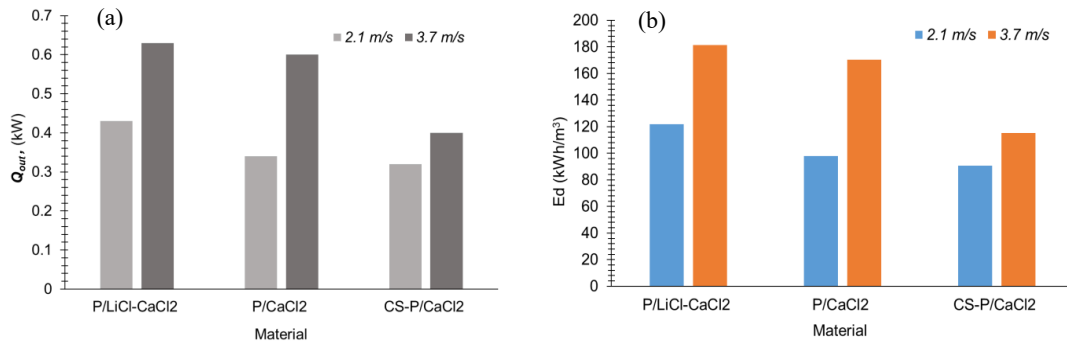 (a)
2.1 m/s 3.7 m/s
Qout, (kW)
0.7
0.6
0.5
0.4
0.3
0.2
0.1
0
P/LiCl-CaCl2 P/CaCl2 CS-P/CaCl2
Material
(b)
2.1 m/s 3.7 m/s
Ed (kWh/m³)
200
180
160
140
120
100
80
60
40
20
0
P/LiCl-CaCl2 P/CaCl2 CS-P/CaCl2
Material